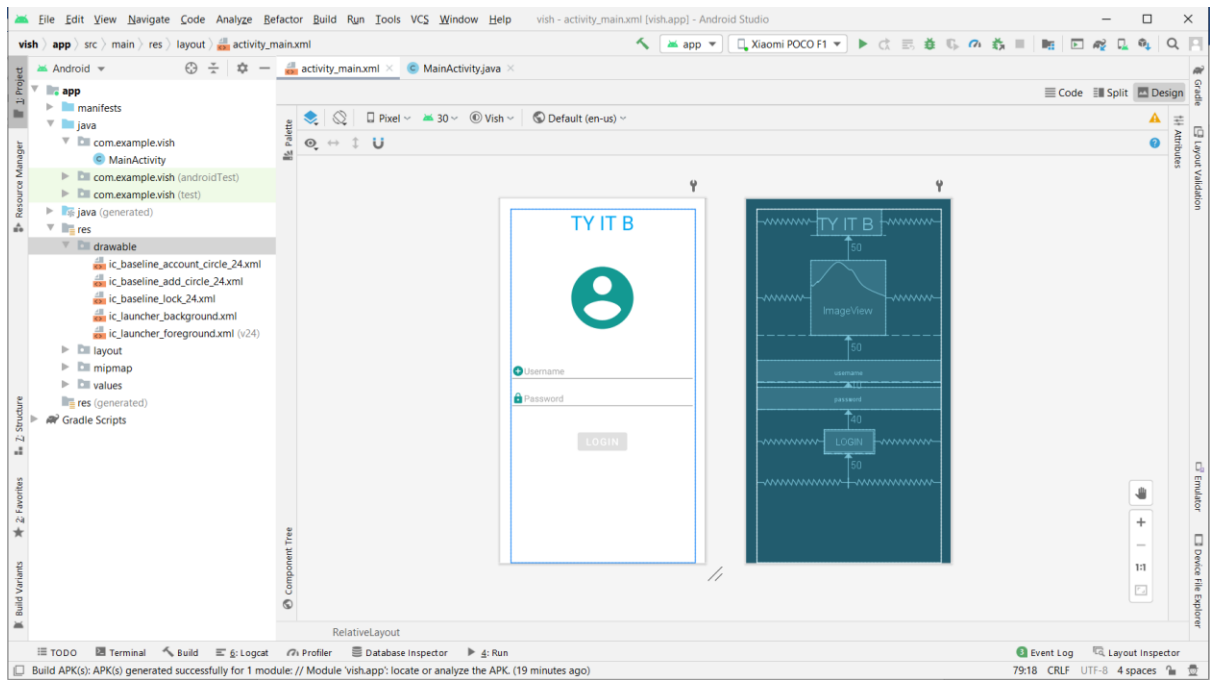 File Edit View Navigate Code Analyze Refactor Build Run Tools VCS Window Help vish - activity_main.xml [vish.app] - Android Studio
vish app src main res layout activity_main.xml app Xiaomi POCO F1
1: Project
Resource Manager
Z: Structure
2: Favorites
Build Variants
Android
app
manifests
java
com.example.vish
MainActivity
com.example.vish (androidTest)
com.example.vish (test)
java (generated)
res
drawable
ic_baseline_account_circle_24.xml
ic_baseline_add_circle_24.xml
ic_baseline_lock_24.xml
ic_launcher_background.xml
ic_launcher_foreground.xml (v24)
layout
mipmap
values
res (generated)
Gradle Scripts
activity_main.xml MainActivity.java
Code Split Design
Palette
Component Tree
Pixel 30 Vish Default (en-us)
TY IT B
Username
Password
LOGIN
TY IT B
50
ImageView
50
username
10
password
40
LOGIN
50
1:1
Attributes
Gradle
Layout Validation
Emulator
Device File Explorer
RelativeLayout
TODO Terminal Build 6: Logcat Profiler Database Inspector 4: Run 3 Event Log Layout Inspector
Build APK(s): APK(s) generated successfully for 1 module: // Module 'vish.app': locate or analyze the APK. (19 minutes ago) 79:18 CRLF UTF-8 4 spaces